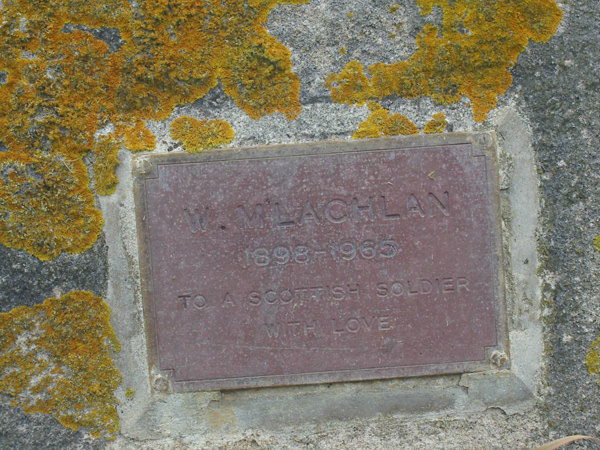 W. M'LACHLAN
1898-1965
TO A SCOTTISH SOLDIER
WITH LOVE